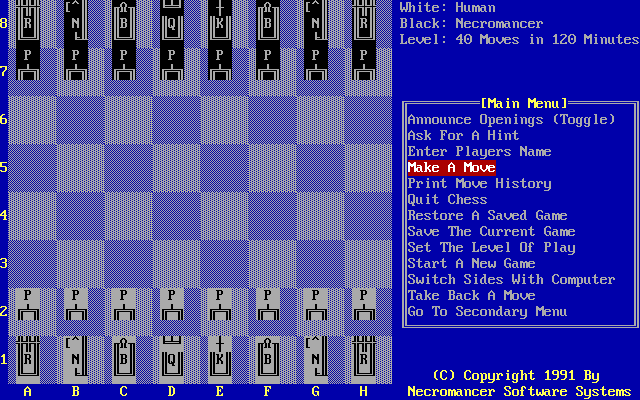 White: Human
Black: Necromancer
Level: 40 Moves in 120 Minutes
8 R N B Q K B N R
P P P P P P P P
7
6
5
4
3
P P P P P P P P
2
1 R N B Q K B N R
A B C D E F G H
[Main Menu]
Announce Openings (Toggle)
Ask For A Hint
Enter Players Name
Make A Move
Print Move History
Quit Chess
Restore A Saved Game
Save The Current Game
Set The Level Of Play
Start A New Game
Switch Sides With Computer
Take Back A Move
Go To Secondary Menu
(C) Copyright 1991 By
Necromancer Software Systems